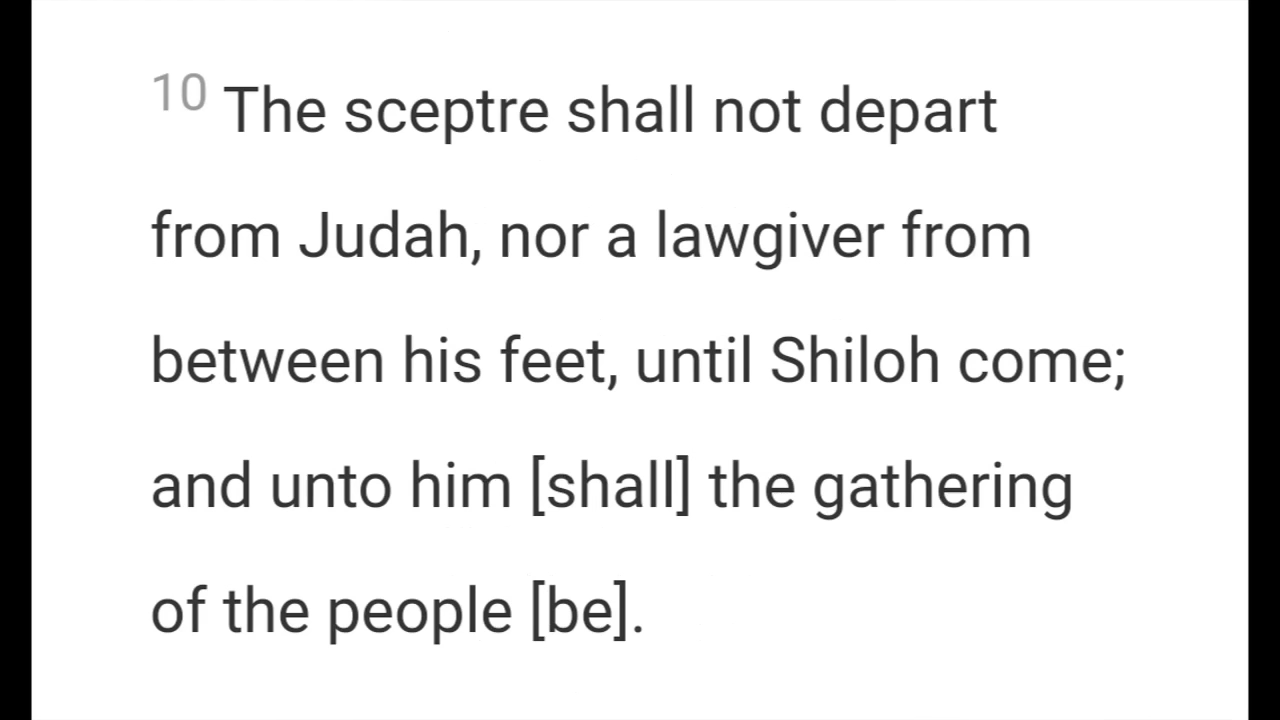 10 The sceptre shall not depart
from Judah, nor a lawgiver from
between his feet, until Shiloh come;
and unto him [shall] the gathering
of the people [be].